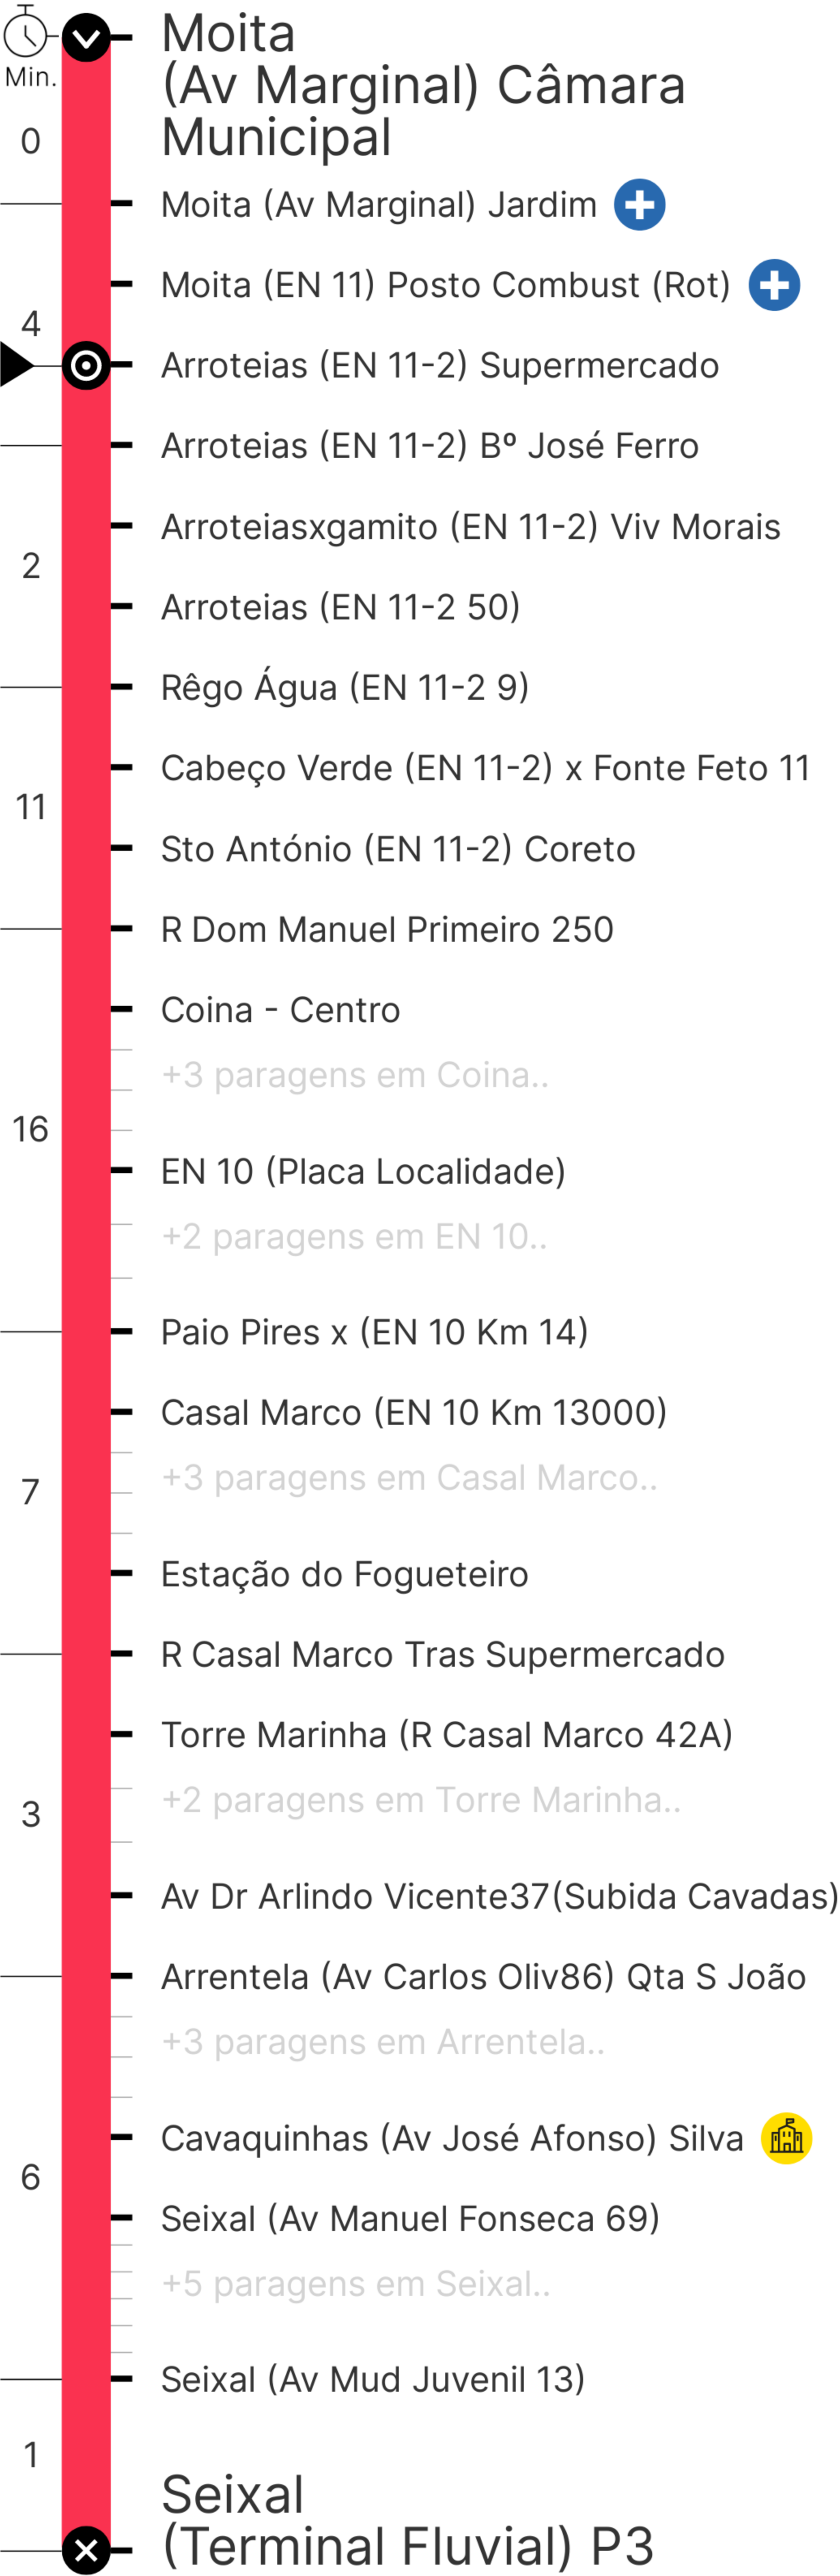 Min.
Moita
(Av Marginal) Câmara
Municipal
0
Moita (Av Marginal) Jardim
Moita (EN 11) Posto Combust (Rot)
4
Arroteias (EN 11-2) Supermercado
Arroteias (EN 11-2) Bº José Ferro
Arroteiasxgamito (EN 11-2) Viv Morais
2
Arroteias (EN 11-2 50)
Rêgo Água (EN 11-2 9)
Cabeço Verde (EN 11-2) x Fonte Feto 11
11
Sto António (EN 11-2) Coreto
R Dom Manuel Primeiro 250
Coina - Centro
+3 paragens em Coina..
16
EN 10 (Placa Localidade)
+2 paragens em EN 10..
Paio Pires x (EN 10 Km 14)
Casal Marco (EN 10 Km 13000)
+3 paragens em Casal Marco..
7
Estação do Fogueteiro
R Casal Marco Tras Supermercado
Torre Marinha (R Casal Marco 42A)
+2 paragens em Torre Marinha..
3
Av Dr Arlindo Vicente37(Subida Cavadas)
Arrentela (Av Carlos Oliv86) Qta S João
+3 paragens em Arrentela..
Cavaquinhas (Av José Afonso) Silva
6
Seixal (Av Manuel Fonseca 69)
+5 paragens em Seixal..
Seixal (Av Mud Juvenil 13)
1
Seixal
(Terminal Fluvial) P3